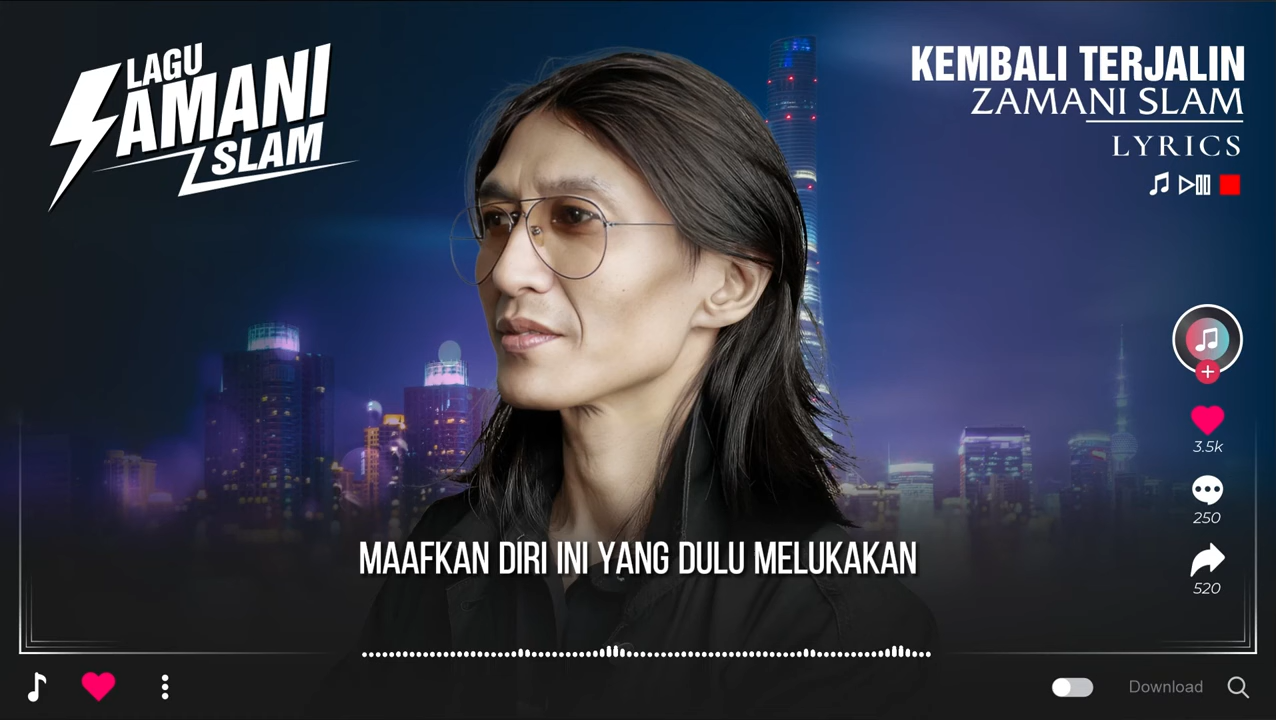 LAGU
ZAMANI
SLAM
KEMBALI TERJALIN
ZAMANI SLAM
LYRICS
3.5k
250
520
MAAFKAN DIRI INI YANG DULU MELUKAKAN
Download